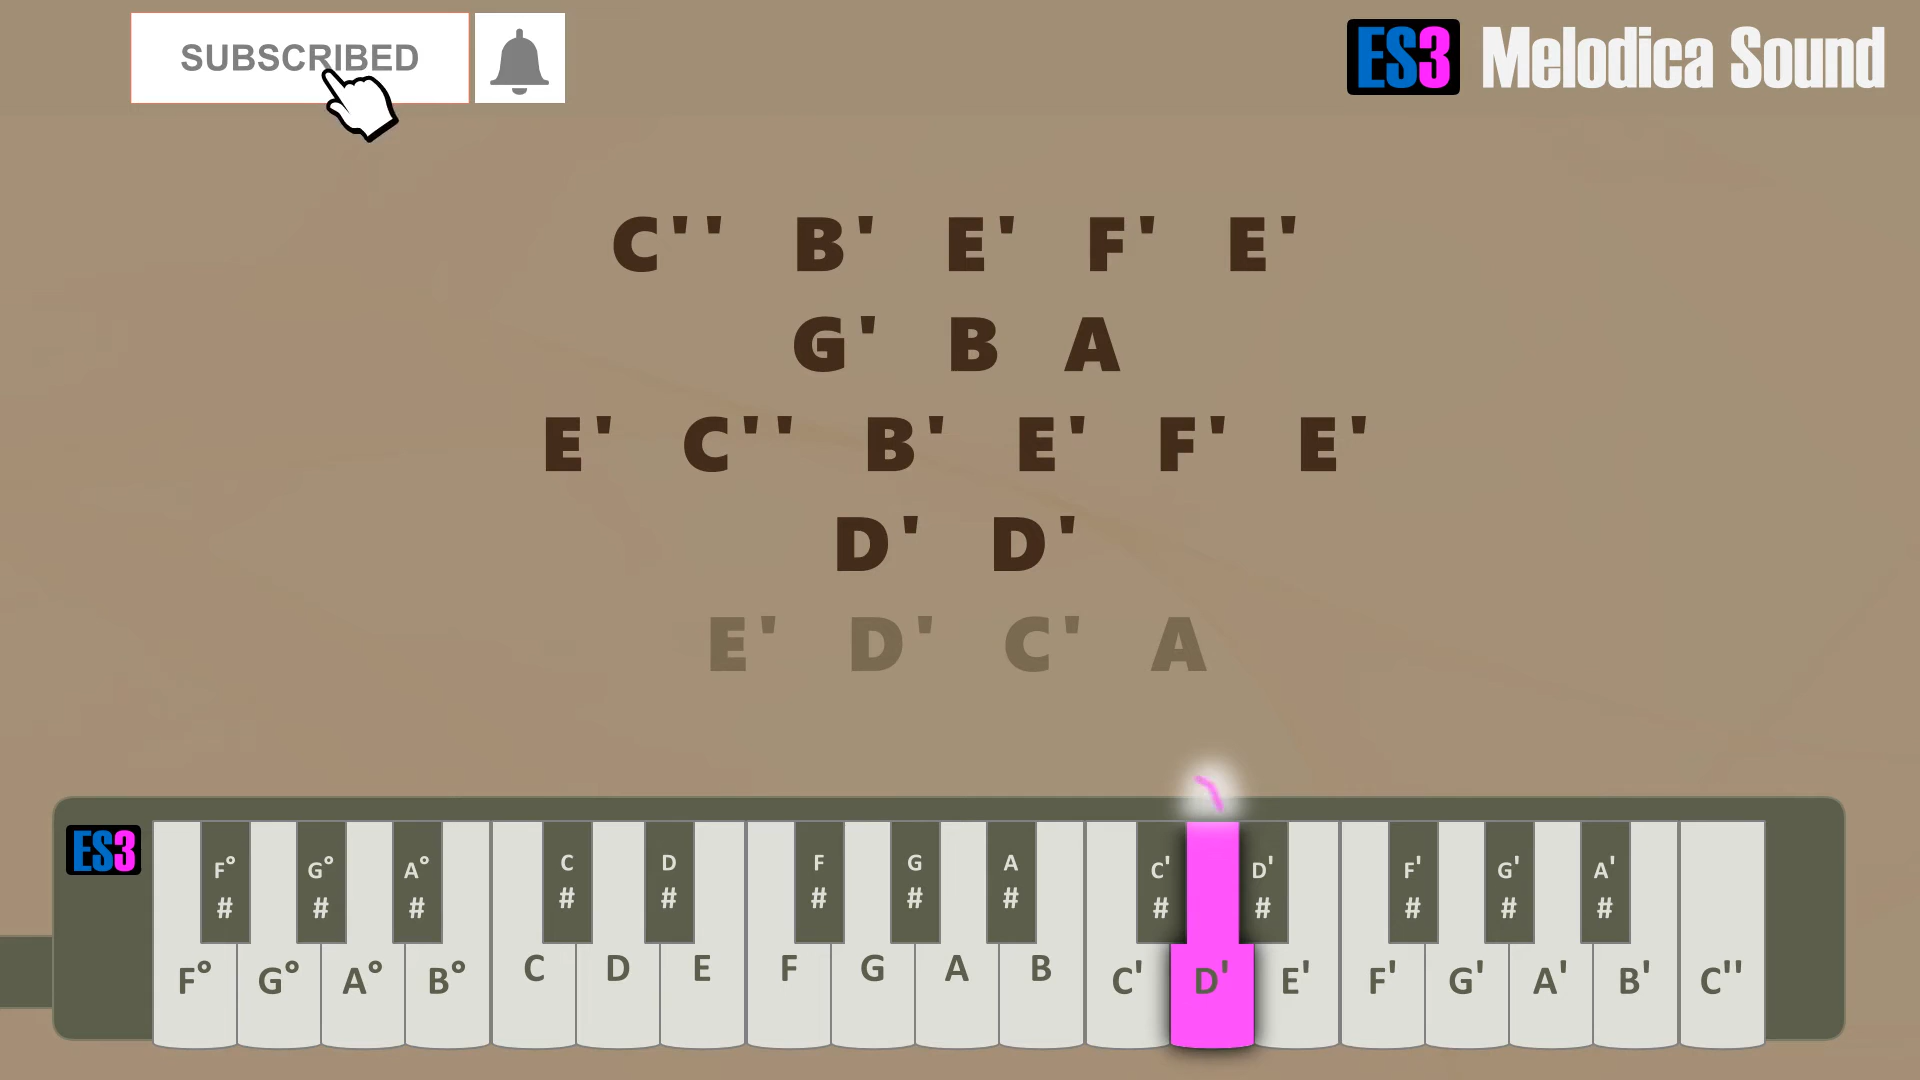 SUBSCRIBED
ES3 Melodica Sound
C'' B' E' F' E'
G' B A
E' C'' B' E' F' E'
D' D'
E' D' C' A
ES3
F°# G°# A°# C# D# F# G# A# C'# D'# F'# G'# A'#
F° G° A° B° C D E F G A B C' D' E' F' G' A' B' C''